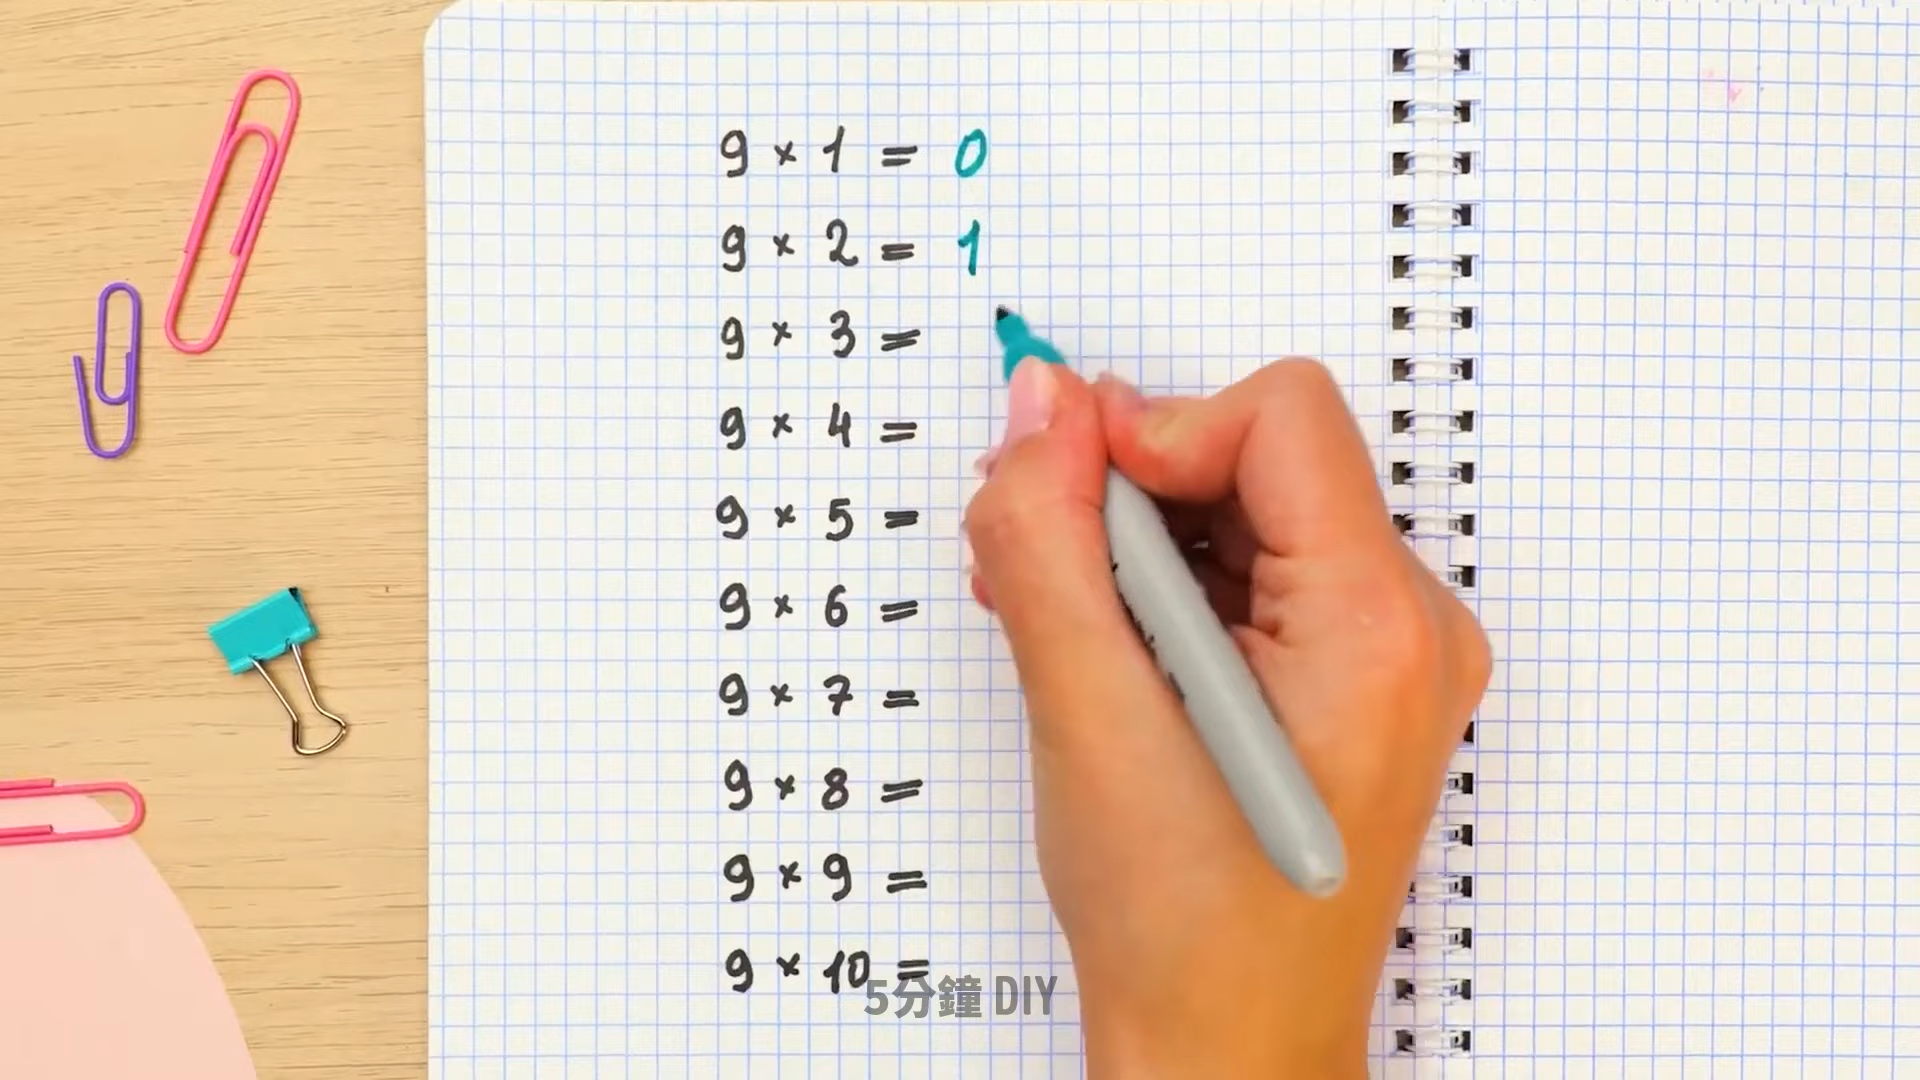 9 × 1 = 0
9 × 2 = 1
9 × 3 =
9 × 4 =
9 × 5 =
9 × 6 =
9 × 7 =
9 × 8 =
9 × 9 =
9 × 10 =
5分鐘 DIY